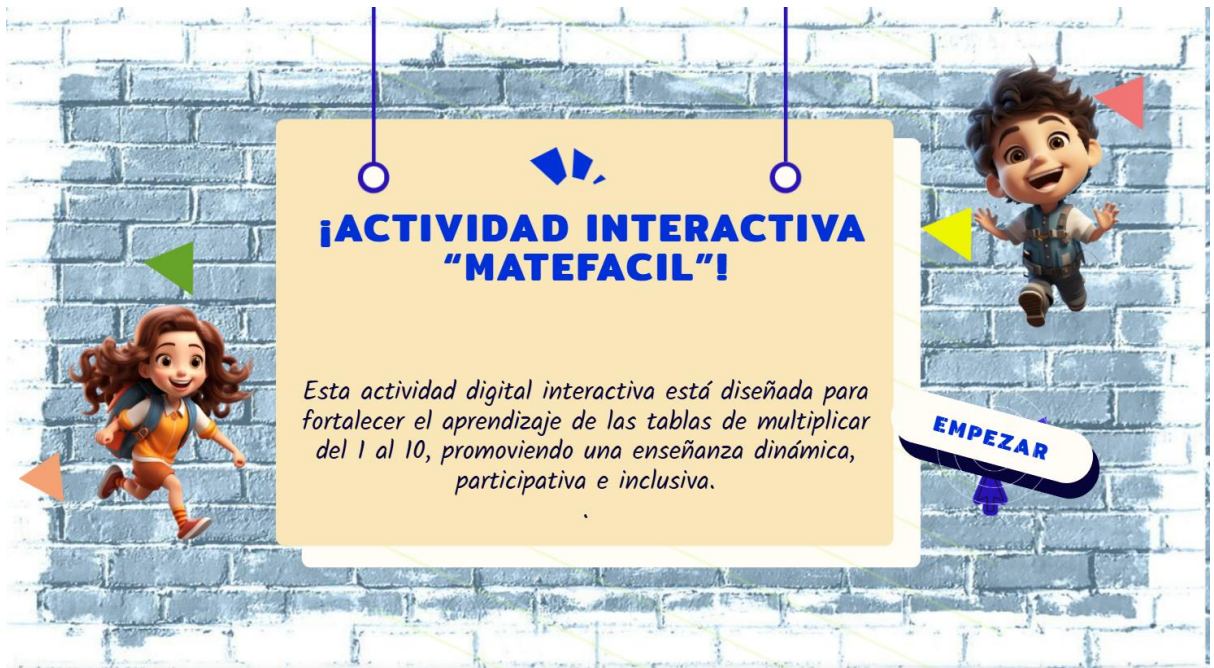 ¡ACTIVIDAD INTERACTIVA
“MATEFACIL”!
Esta actividad digital interactiva está diseñada para
fortalecer el aprendizaje de las tablas de multiplicar
del 1 al 10, promoviendo una enseñanza dinámica,
participativa e inclusiva.
.
EMPEZAR